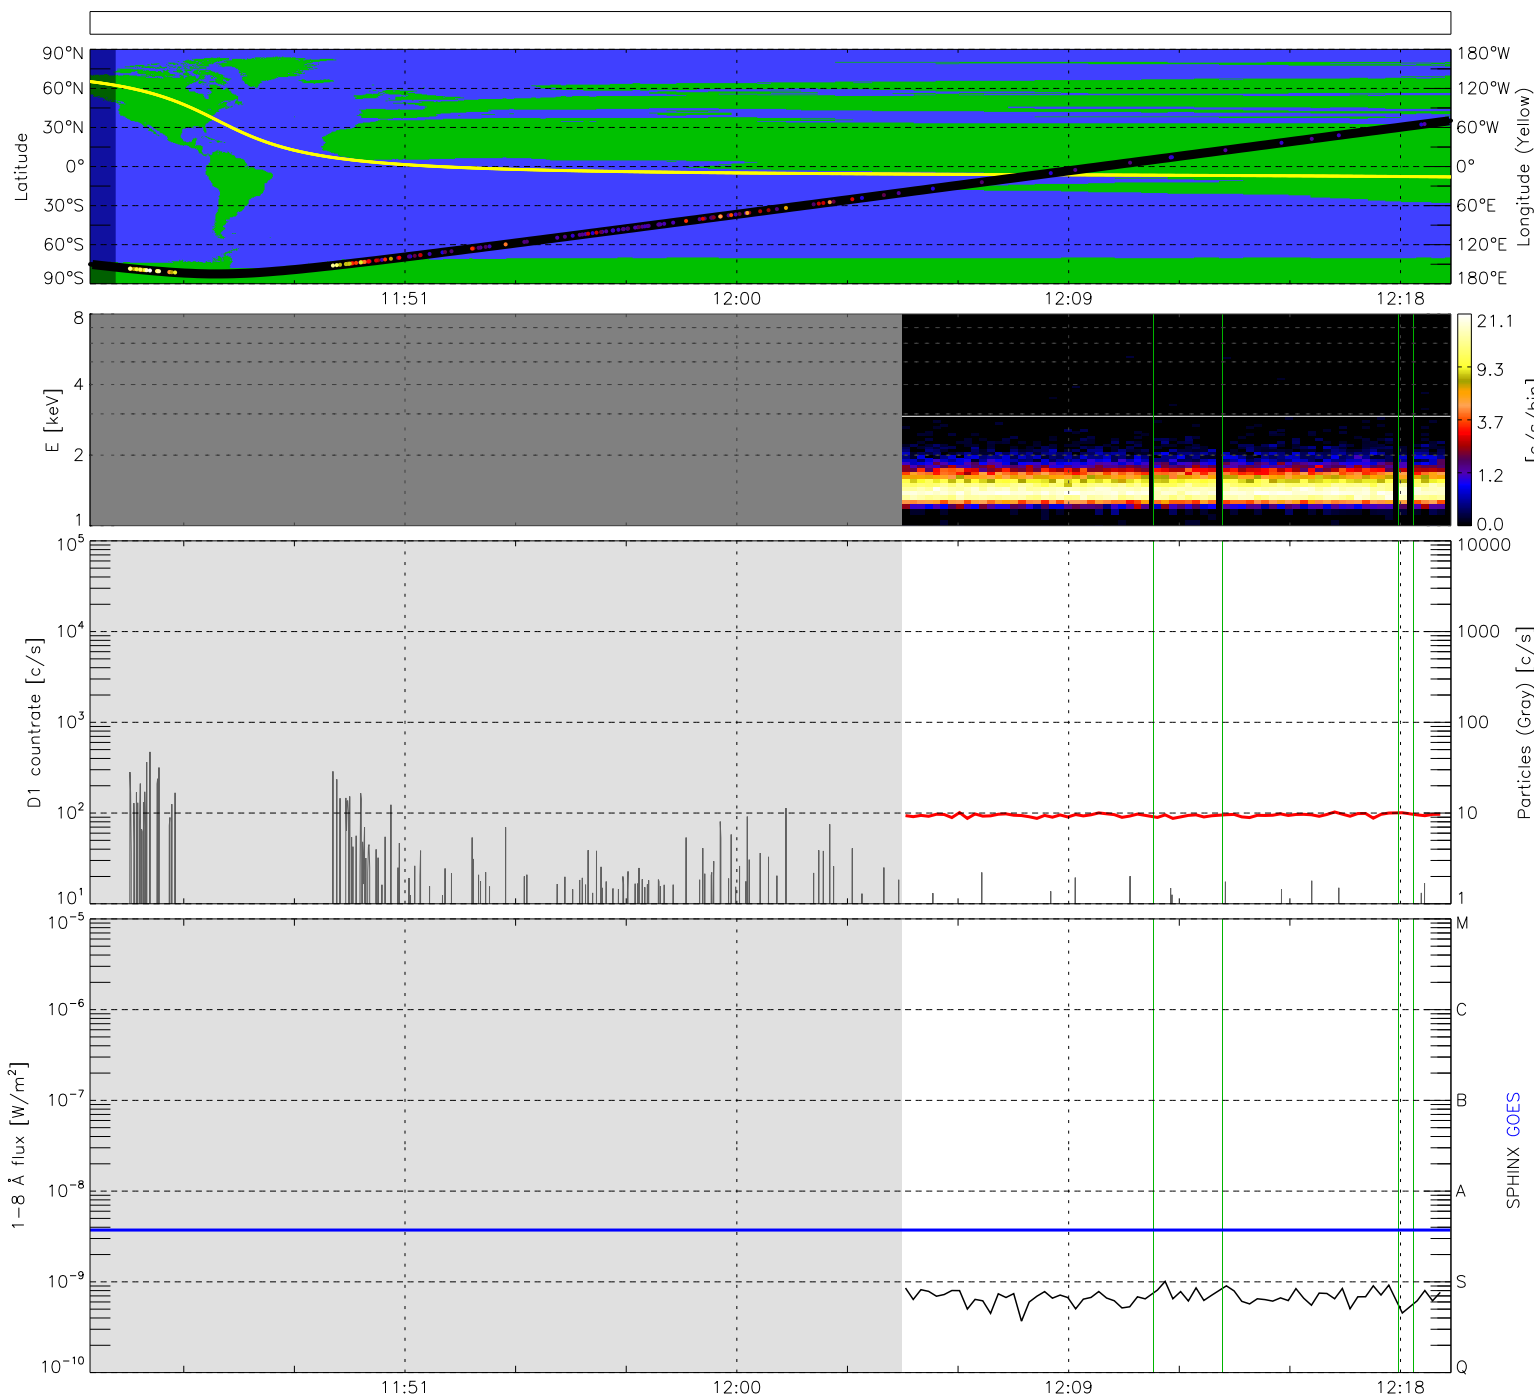 90°N 180°W
60°N 120°W
30°N 60°W
0° 0°
30°S 60°E
60°S 120°E
90°S 180°E
Latitude
Longitude (Yellow)
11:51 12:00 12:09 12:18
8
4
2
1
E [keV]
21.1
9.3
3.7
1.2
0.0
[c/s/bin]
10⁵ 10000
10⁴ 1000
10³ 100
10² 10
10¹ 1
D1 countrate [c/s]
Particles (Gray) [c/s]
10⁻⁵ M
10⁻⁶ C
10⁻⁷ B
10⁻⁸ A
10⁻⁹ S
10⁻¹⁰ Q
1-8 Å flux [W/m²]
SPHINX GOES
11:51 12:00 12:09 12:18